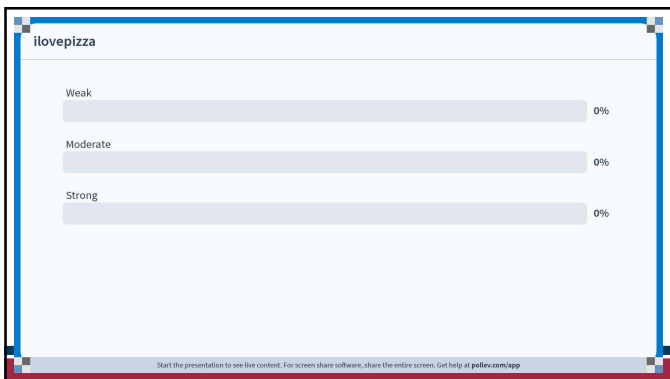 ilovepizza
Weak
0%
Moderate
0%
Strong
0%
Start the presentation to see live content. For screen share software, share the entire screen. Get help at pollev.com/app